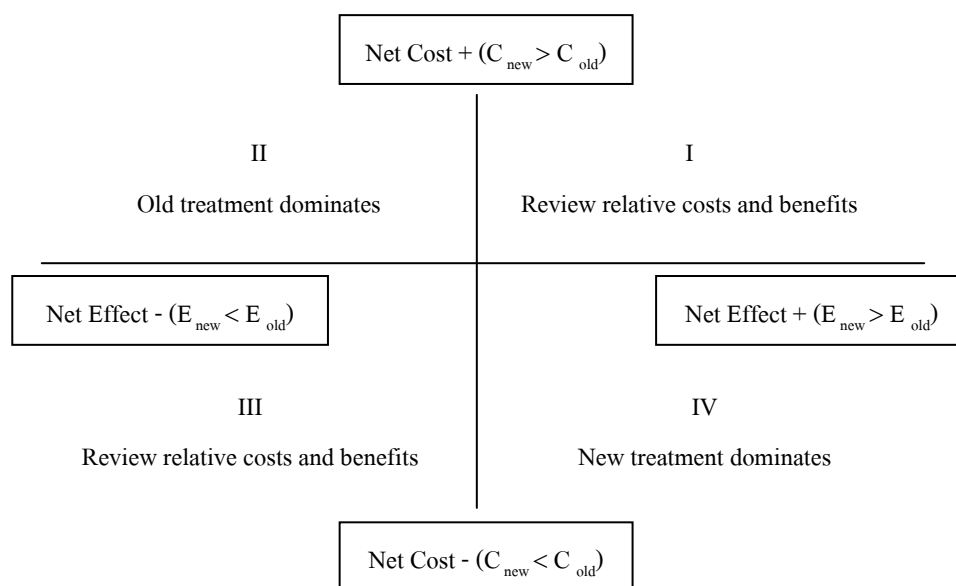 Net Cost + (C new > C old)
II
I
Old treatment dominates
Review relative costs and benefits
Net Effect - (E new < E old)
Net Effect + (E new > E old)
III
IV
Review relative costs and benefits
New treatment dominates
Net Cost - (C new < C old)